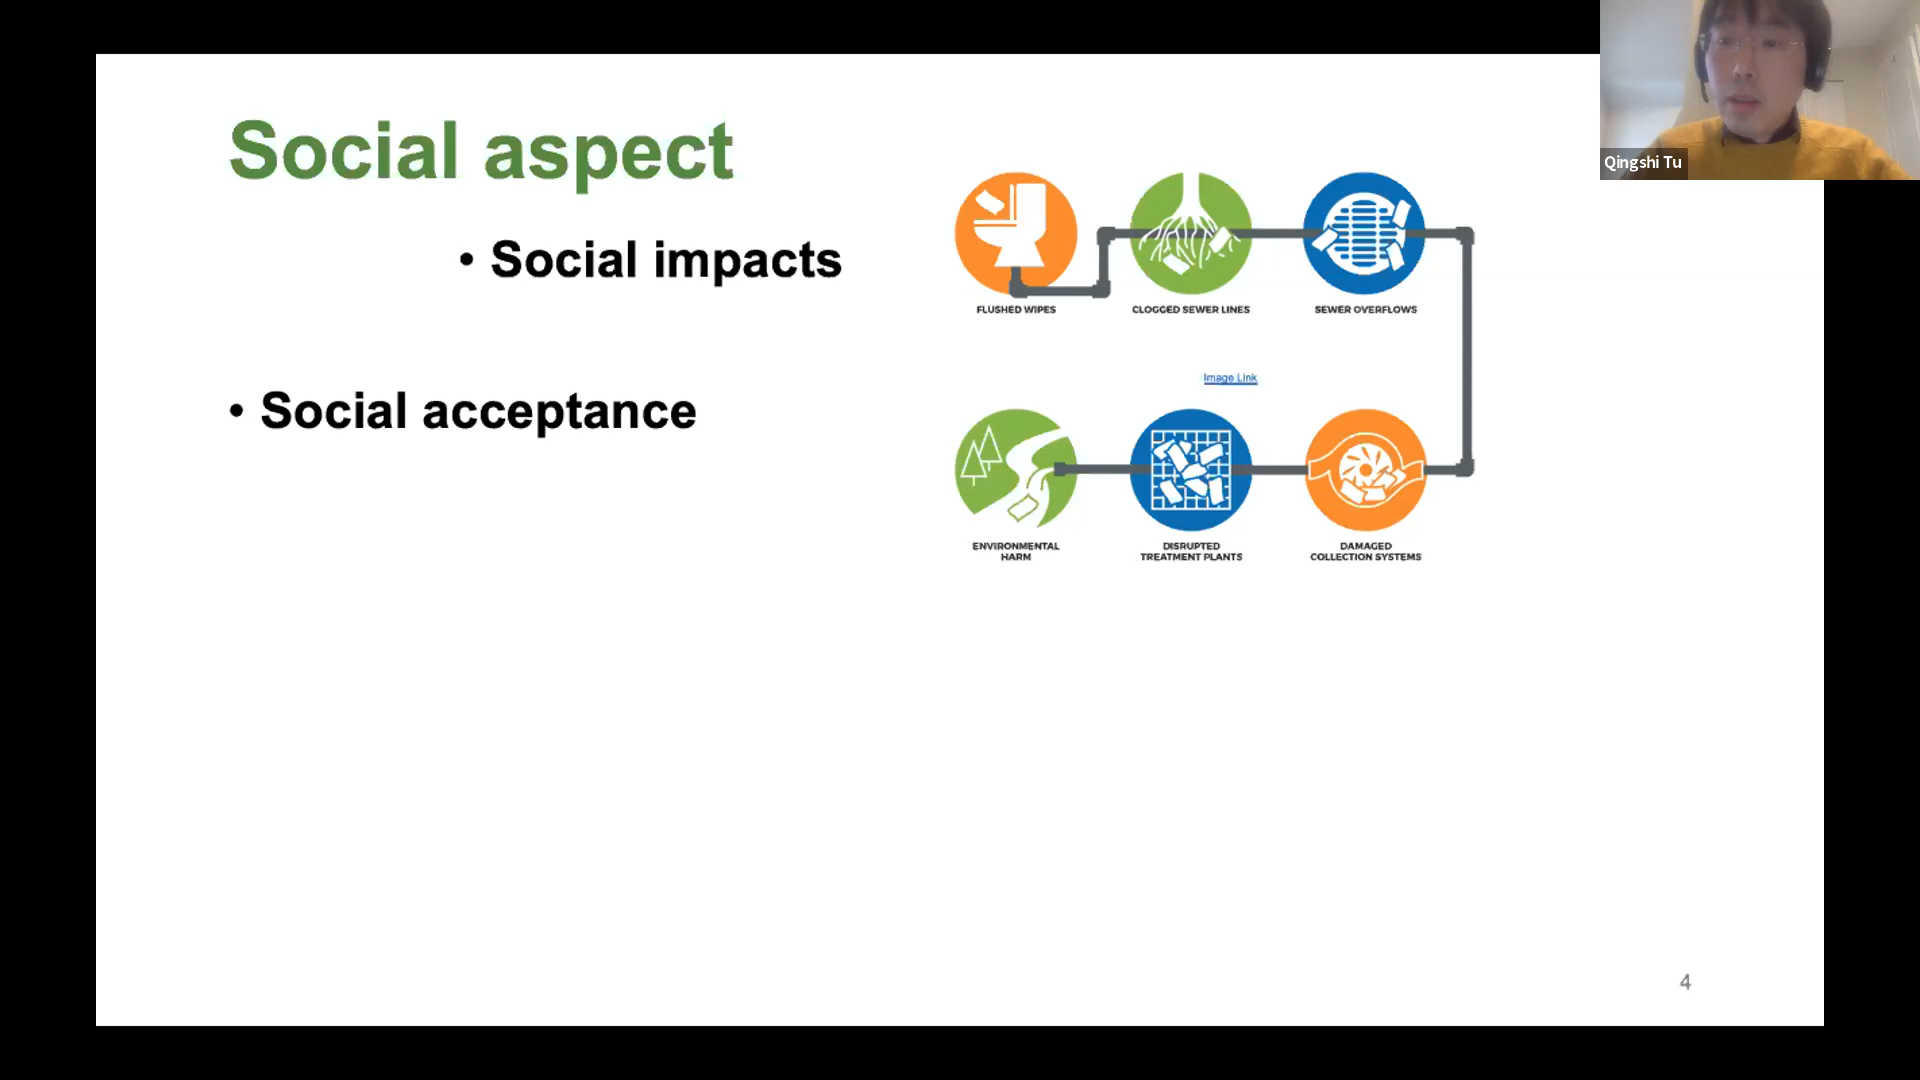 Social aspect
• Social impacts
• Social acceptance
FLUSHED WIPES
CLOGGED SEWER LINES
SEWER OVERFLOWS
Image Link
ENVIRONMENTAL
HARM
DISRUPTED
TREATMENT PLANTS
DAMAGED
COLLECTION SYSTEMS
4
Qingshi Tu